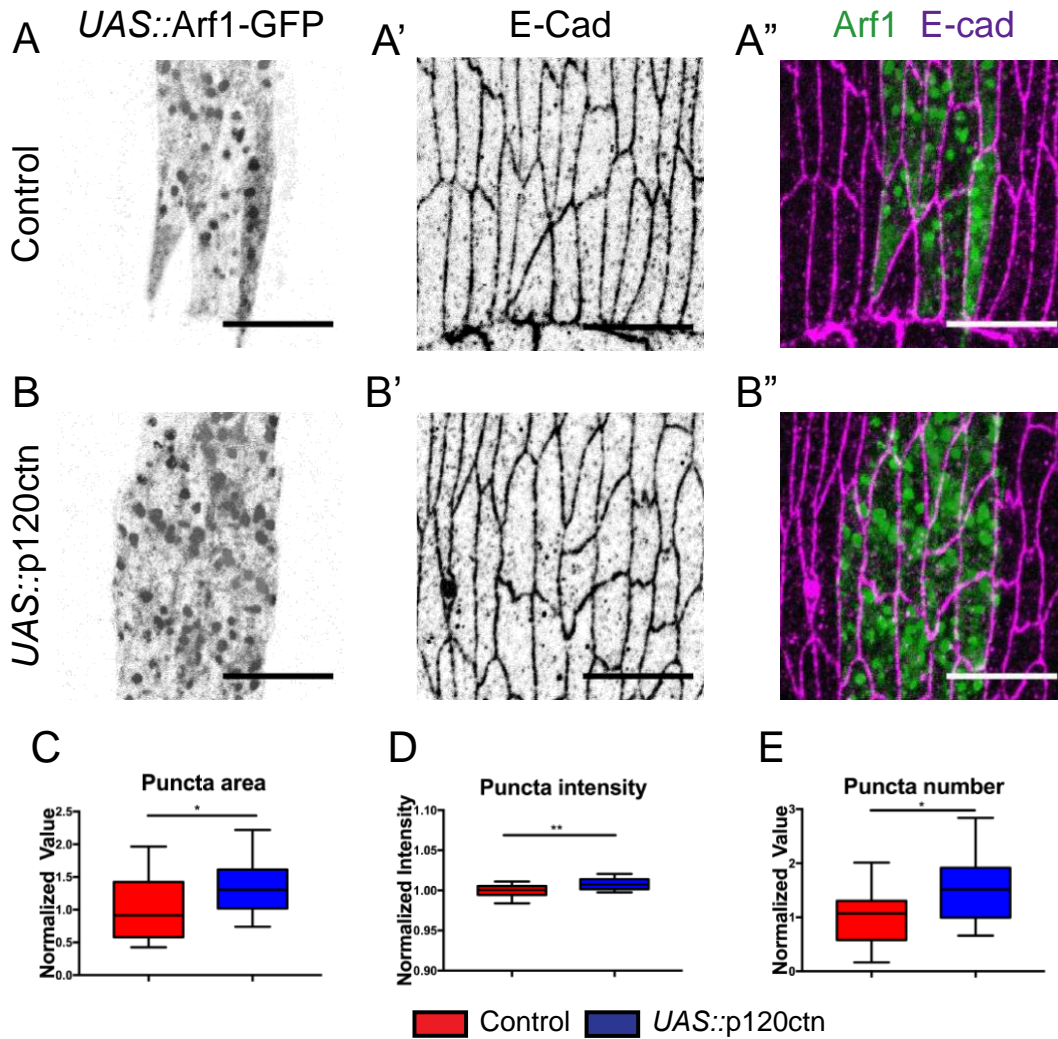 A UAS::Arf1-GFP
A' E-Cad
A" Arf1 E-cad
Control
B
B'
B"
UAS::p120ctn
C
Puncta area
*
Normalized Value
2.5
2.0
1.5
1.0
0.5
0.0
D
Puncta intensity
**
Normalized Intensity
1.10
1.05
1.00
0.95
0.90
E
Puncta number
*
Normalized Value
3
2
1
0
Control
UAS::p120ctn